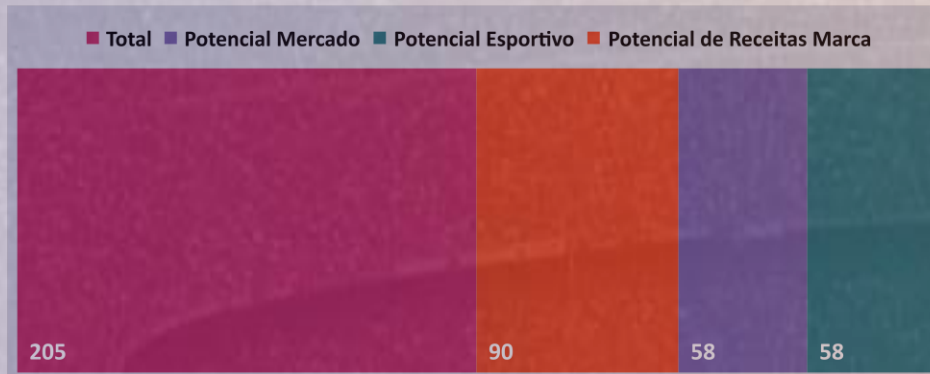 Total Potencial Mercado Potencial Esportivo Potencial de Receitas Marca
205 90 58 58